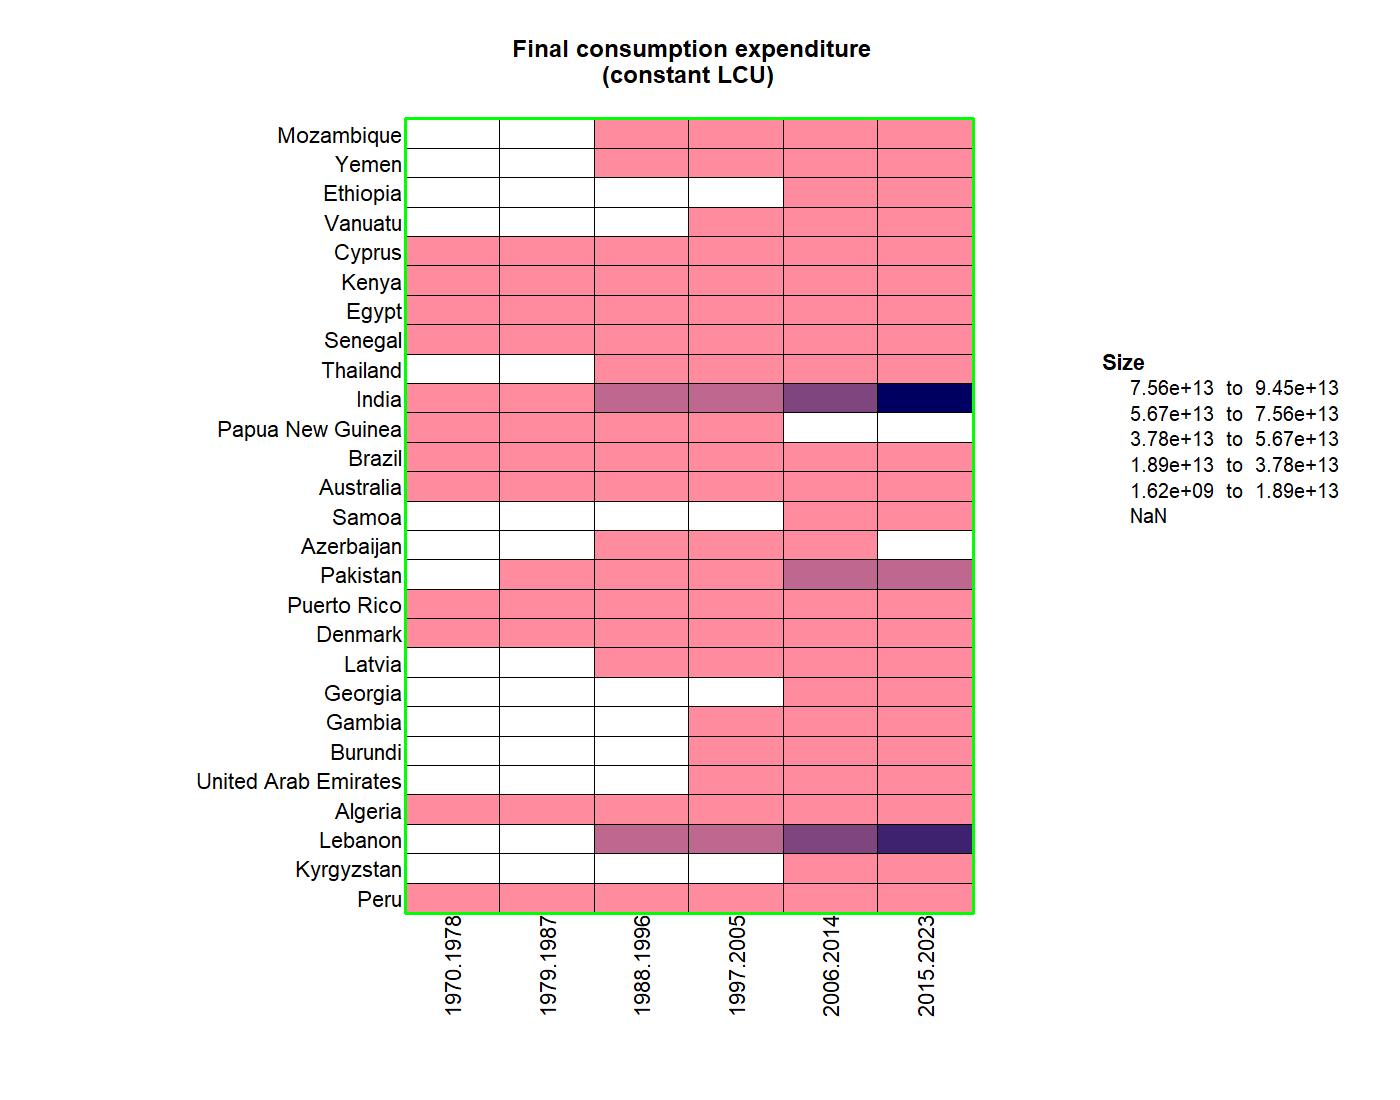 Final consumption expenditure
(constant LCU)
Mozambique
Yemen
Ethiopia
Vanuatu
Cyprus
Kenya
Egypt
Senegal
Thailand
India
Papua New Guinea
Brazil
Australia
Samoa
Azerbaijan
Pakistan
Puerto Rico
Denmark
Latvia
Georgia
Gambia
Burundi
United Arab Emirates
Algeria
Lebanon
Kyrgyzstan
Peru
1970.1978
1979.1987
1988.1996
1997.2005
2006.2014
2015.2023
Size
7.56e+13 to 9.45e+13
5.67e+13 to 7.56e+13
3.78e+13 to 5.67e+13
1.89e+13 to 3.78e+13
1.62e+09 to 1.89e+13
NaN